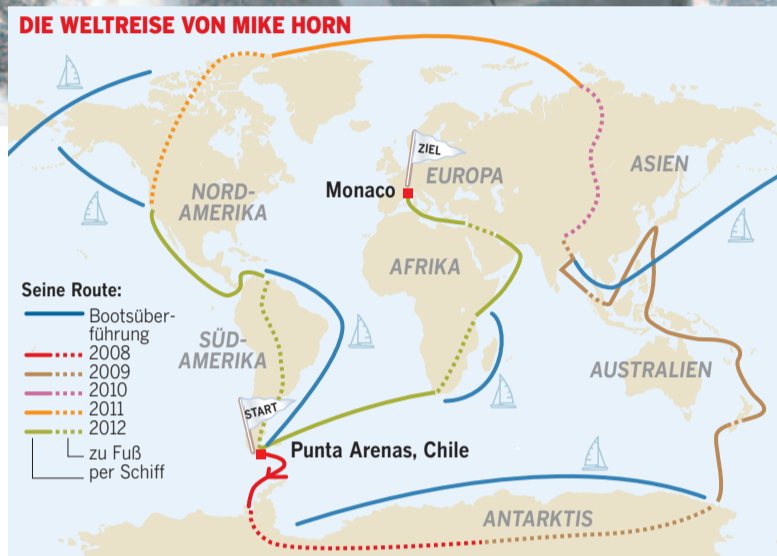 DIE WELTREISE VON MIKE HORN
ZIEL
EUROPA
ASIEN
Monaco
NORD-
AMERIKA
AFRIKA
Seine Route:
Bootsüber-
führung
2008
2009
2010
2011
2012
zu Fuß
per Schiff
SÜD-
AMERIKA
AUSTRALIEN
START
Punta Arenas, Chile
ANTARKTIS